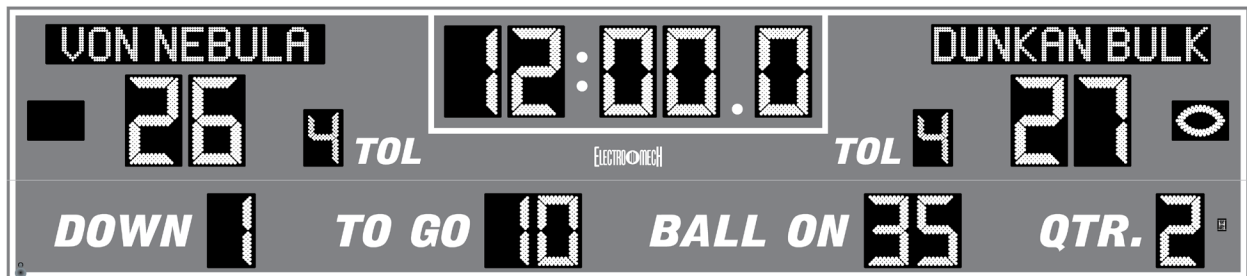 VON NEBULA 12:00.0 DUNKAN BULK
26 4 TOL ELECTRO MECH TOL 4 27
DOWN 1 TO GO 10 BALL ON 35 QTR. 2